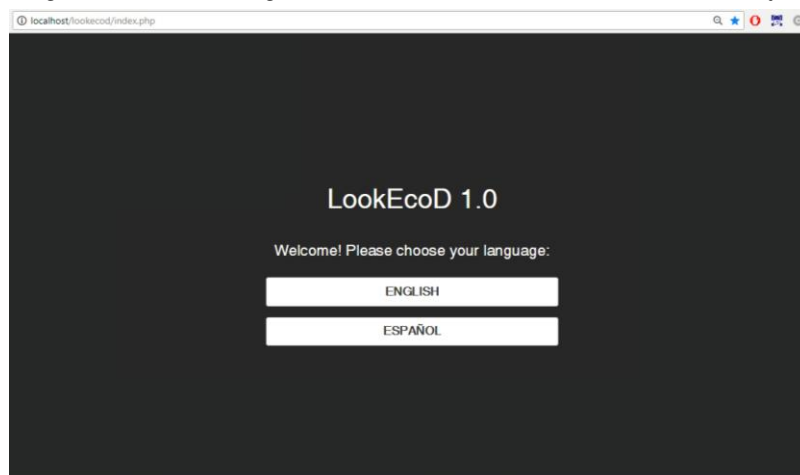 localhost/lookecod/index.php
LookEcoD 1.0
Welcome! Please choose your language:
ENGLISH
ESPAÑOL